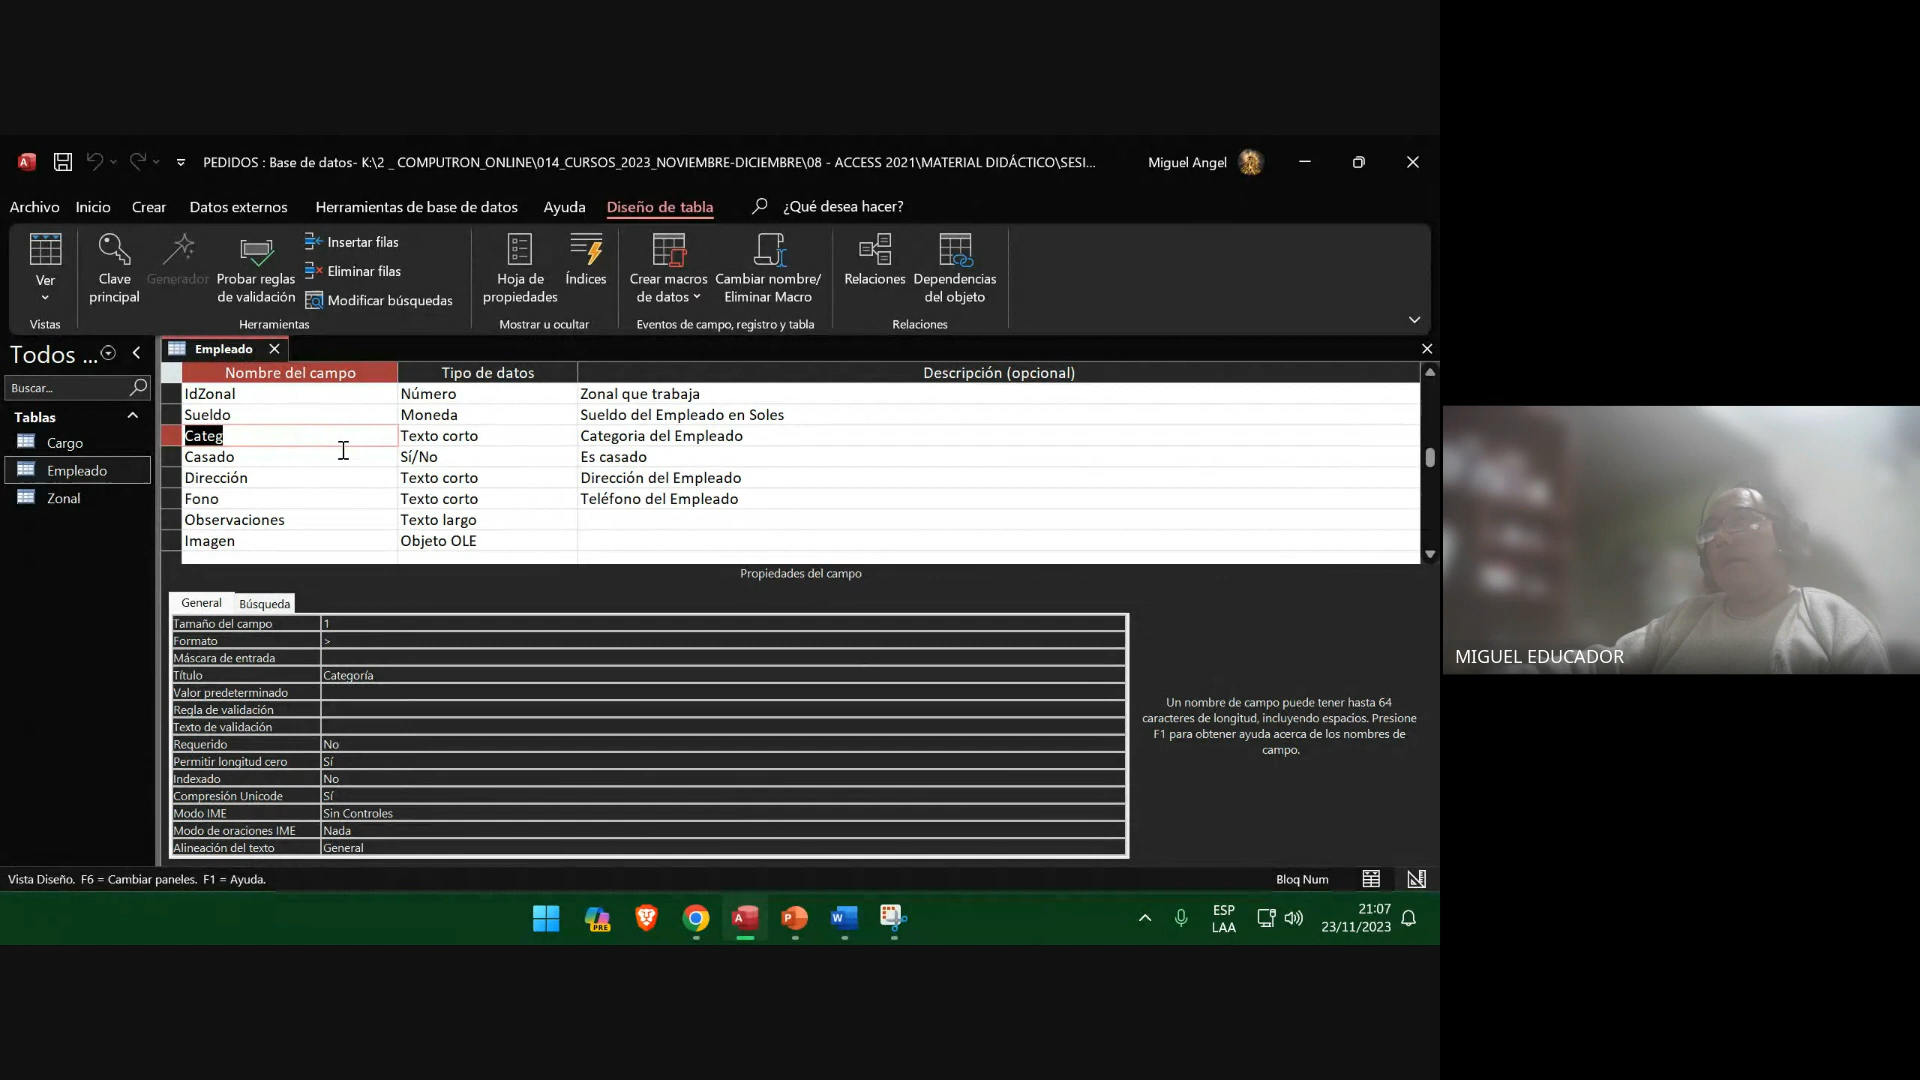 PEDIDOS : Base de datos- K:\2 _ COMPUTRON_ONLINE\014_CURSOS_2023_NOVIEMBRE-DICIEMBRE\08 - ACCESS 2021\MATERIAL DIDÁCTICO\SESI...
Miguel Angel
Archivo Inicio Crear Datos externos Herramientas de base de datos Ayuda Diseño de tabla ¿Qué desea hacer?
Ver
Vistas
Clave principal
Generador
Probar reglas de validación
Insertar filas
Eliminar filas
Modificar búsquedas
Herramientas
Hoja de propiedades
Índices
Mostrar u ocultar
Crear macros de datos
Cambiar nombre/ Eliminar Macro
Eventos de campo, registro y tabla
Relaciones
Dependencias del objeto
Relaciones
Todos ...
Buscar...
Tablas
Cargo
Empleado
Zonal
Empleado
Nombre del campo Tipo de datos Descripción (opcional)
IdZonal Número Zonal que trabaja
Sueldo Moneda Sueldo del Empleado en Soles
Categ Texto corto Categoria del Empleado
Casado Sí/No Es casado
Dirección Texto corto Dirección del Empleado
Fono Texto corto Teléfono del Empleado
Observaciones Texto largo
Imagen Objeto OLE
Propiedades del campo
General Búsqueda
Tamaño del campo 1
Formato >
Máscara de entrada
Título Categoría
Valor predeterminado
Regla de validación
Texto de validación
Requerido No
Permitir longitud cero Sí
Indexado No
Compresión Unicode Sí
Modo IME Sin Controles
Modo de oraciones IME Nada
Alineación del texto General
Un nombre de campo puede tener hasta 64
caracteres de longitud, incluyendo espacios. Presione
F1 para obtener ayuda acerca de los nombres de
campo.
Vista Diseño. F6 = Cambiar paneles. F1 = Ayuda.
Bloq Num
PRE
ESP
LAA
21:07
23/11/2023
MIGUEL EDUCADOR